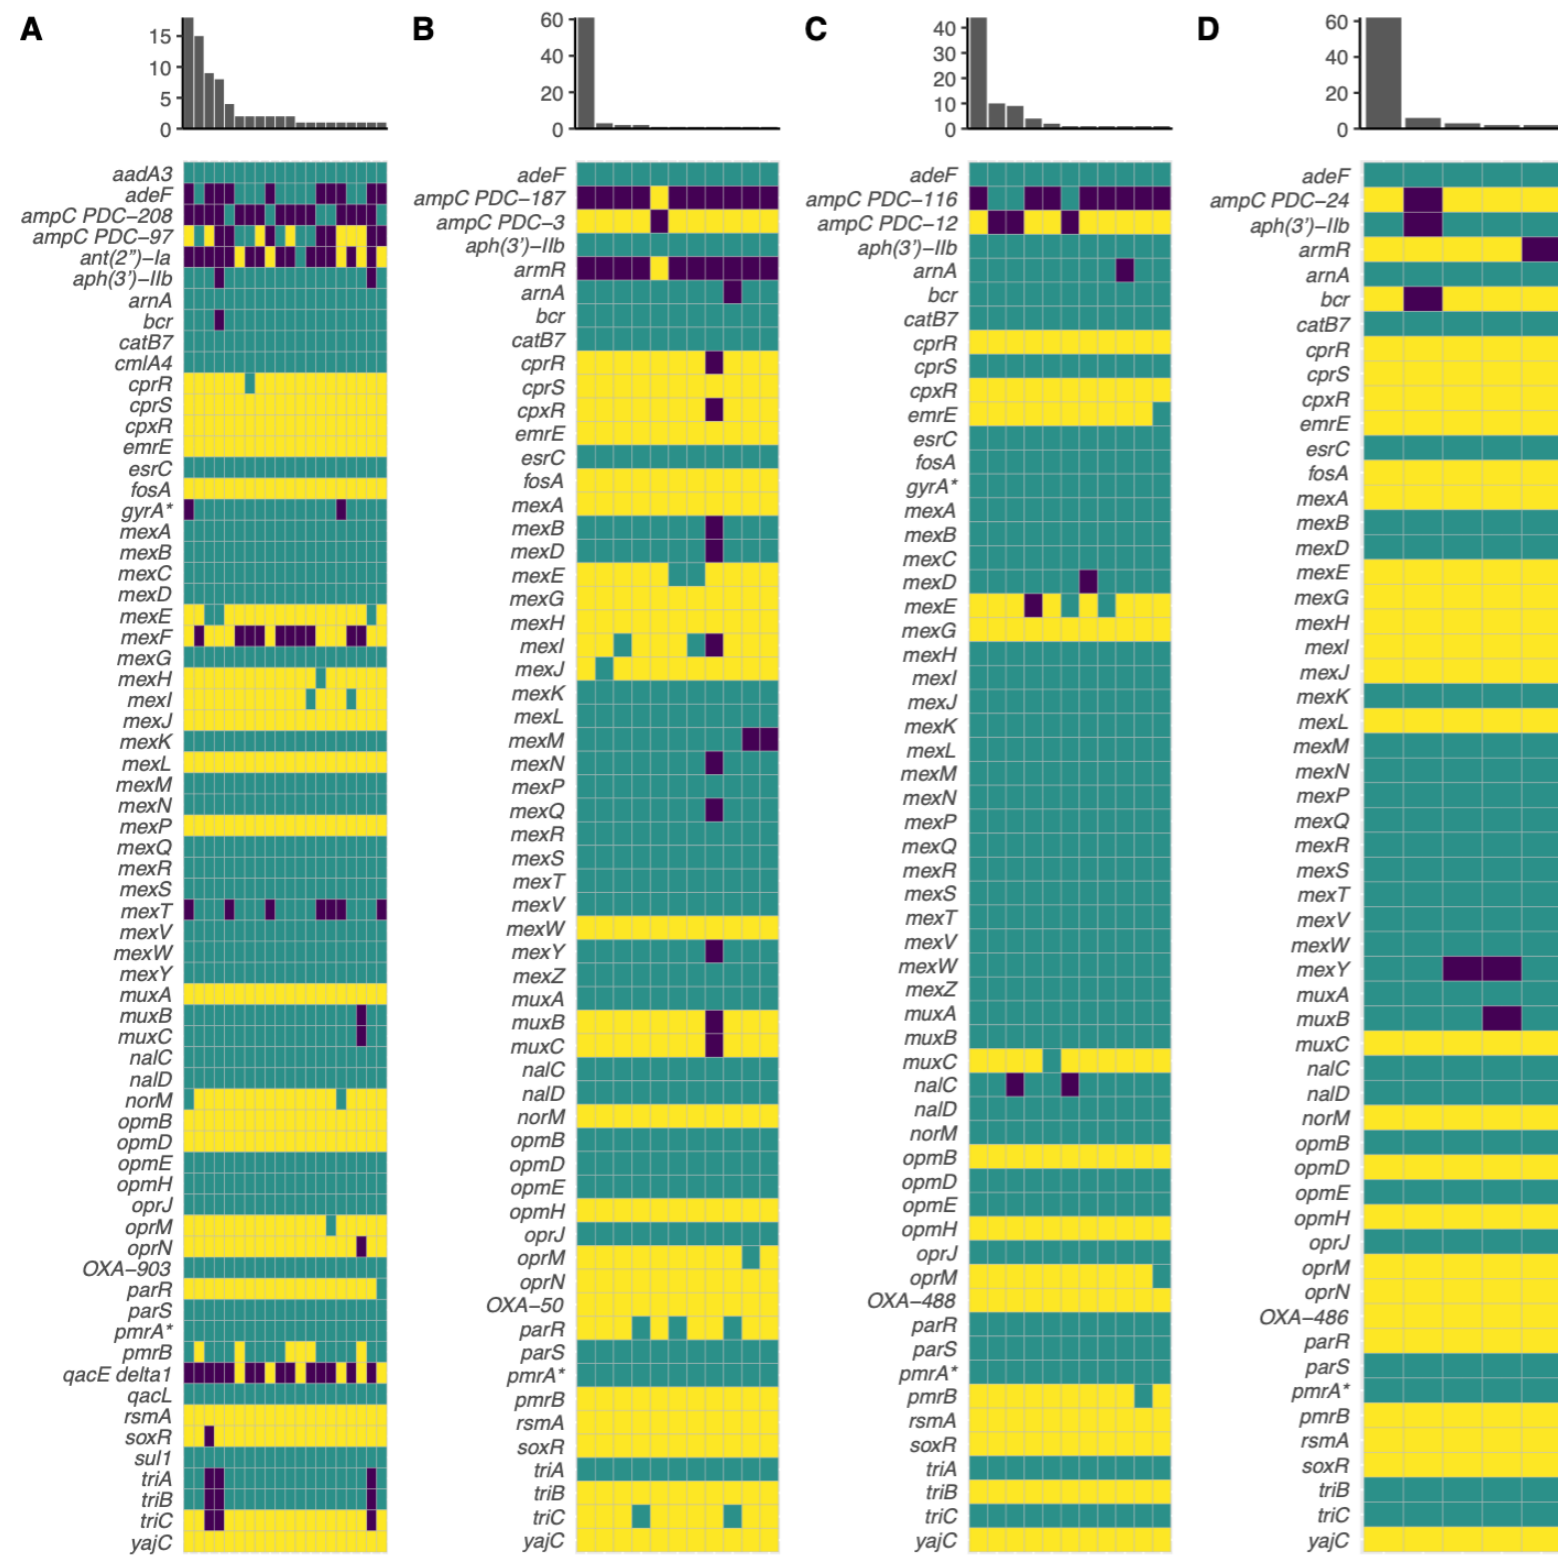 A
15
10
5
0
aadA3
adeF
ampC PDC−208
ampC PDC−97
ant(2”)−Ia
aph(3’)−IIb
arnA
bcr
catB7
cmlA4
cprR
cprS
cpxR
emrE
esrC
fosA
gyrA*
mexA
mexB
mexC
mexD
mexE
mexF
mexG
mexH
mexI
mexJ
mexK
mexL
mexM
mexN
mexP
mexQ
mexR
mexS
mexT
mexV
mexW
mexY
muxA
muxB
muxC
nalC
nalD
norM
opmB
opmD
opmE
opmH
oprJ
oprM
oprN
OXA−903
parR
parS
pmrA*
pmrB
qacE delta1
qacL
rsmA
soxR
sul1
triA
triB
triC
yajC
B
60
40
20
0
adeF
ampC PDC−187
ampC PDC−3
aph(3’)−IIb
armR
arnA
bcr
catB7
cprR
cprS
cpxR
emrE
esrC
fosA
mexA
mexB
mexD
mexE
mexG
mexH
mexI
mexJ
mexK
mexL
mexM
mexN
mexP
mexQ
mexR
mexS
mexT
mexV
mexW
mexY
mexZ
muxA
muxB
muxC
nalC
nalD
norM
opmB
opmD
opmE
opmH
oprJ
oprM
oprN
OXA−50
parR
parS
pmrA*
pmrB
rsmA
soxR
triA
triB
triC
yajC
C
40
30
20
10
0
adeF
ampC PDC−116
ampC PDC−12
aph(3’)−IIb
arnA
bcr
catB7
cprR
cprS
cpxR
emrE
esrC
fosA
gyrA*
mexA
mexB
mexC
mexD
mexE
mexG
mexH
mexI
mexJ
mexK
mexL
mexM
mexN
mexP
mexQ
mexR
mexS
mexT
mexV
mexW
mexZ
muxA
muxB
muxC
nalC
nalD
norM
opmB
opmD
opmE
opmH
oprJ
oprM
OXA−488
parR
parS
pmrA*
pmrB
rsmA
soxR
triA
triB
triC
yajC
D
60
40
20
0
adeF
ampC PDC−24
aph(3’)−IIb
armR
arnA
bcr
catB7
cprR
cprS
cpxR
emrE
esrC
fosA
mexA
mexB
mexD
mexE
mexG
mexH
mexI
mexJ
mexK
mexL
mexM
mexN
mexP
mexQ
mexR
mexS
mexT
mexV
mexW
mexY
muxA
muxB
muxC
nalC
nalD
norM
opmB
opmD
opmE
opmH
oprJ
oprM
oprN
OXA−486
parR
parS
pmrA*
pmrB
rsmA
soxR
triB
triC
yajC